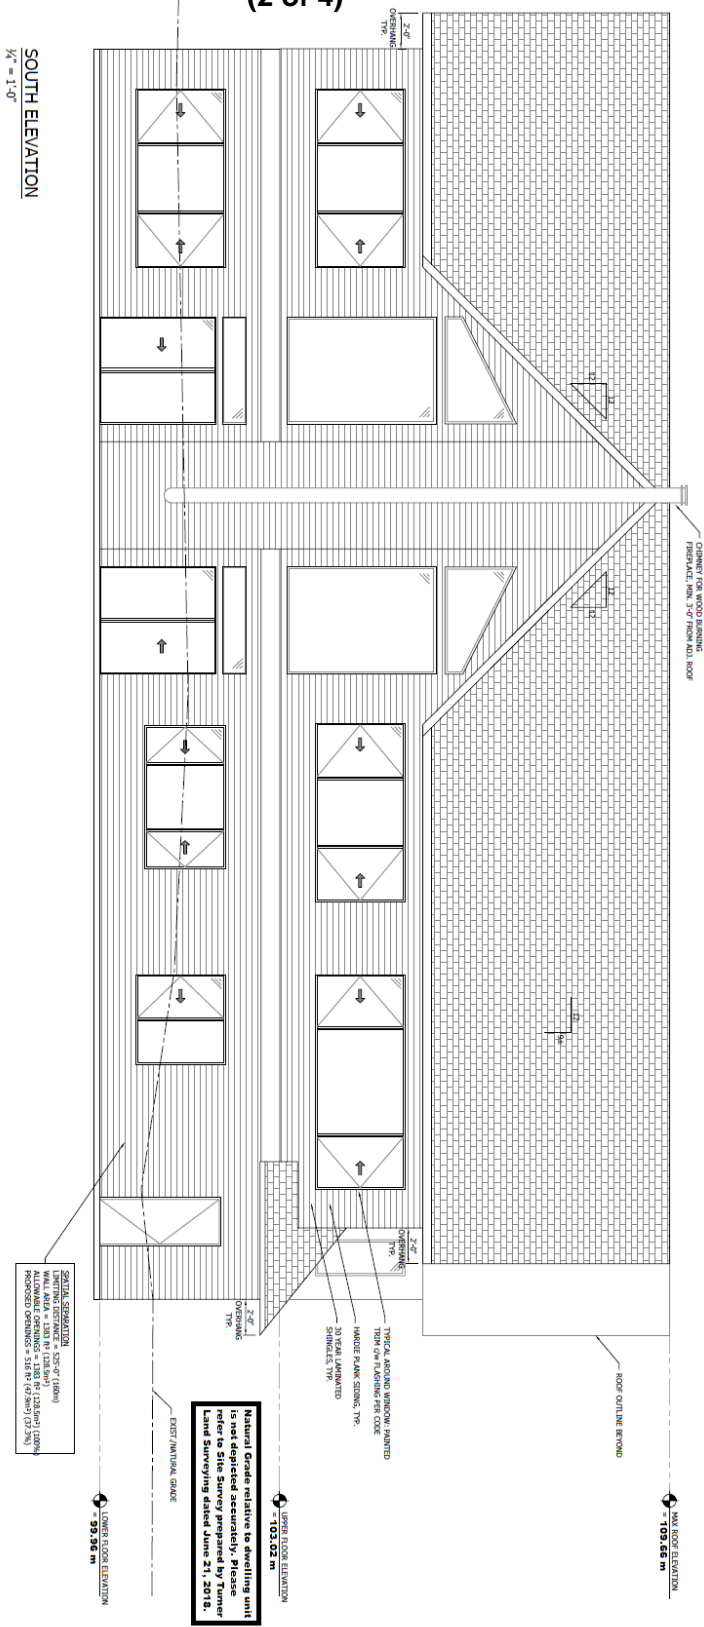 (2 of 4)
2'-0"
OVERHANG
TYP.
12
12
CHIMNEY FOR WOOD BURNING
FIREPLACE, MIN. 3'-0" FROM ADJ. ROOF
12
12
12
9¾
ROOF OUTLINE BEYOND
MAX ROOF ELEVATION
= 109.66 m
2'-0"
OVERHANG
TYP.
TYPICAL AROUND WINDOW: PAINTED
TRIM c/w FLASHING PER CODE
HARDIE PLANK SIDING, TYP.
30 YEAR LAMINATED
SHINGLES, TYP.
2'-0"
OVERHANG
TYP.
UPPER FLOOR ELEVATION
= 103.02 m
Natural Grade relative to dwelling unit
is not depicted accurately. Please
refer to Site Survey prepared by Turner
Land Surveying dated June 21, 2018.
EXIST./NATURAL GRADE
LOWER FLOOR ELEVATION
= 99.96 m
SPATIAL SEPARATION
LIMITING DISTANCE = 525'-0" (160m)
WALL AREA = 1383 ft² (128.5m²)
ALLOWABLE OPENINGS = 1383 ft² (128.5m²) (100%)
PROPOSED OPENINGS = 516 ft² (47.9m²) (37.3%)
SOUTH ELEVATION
¼" = 1'-0"